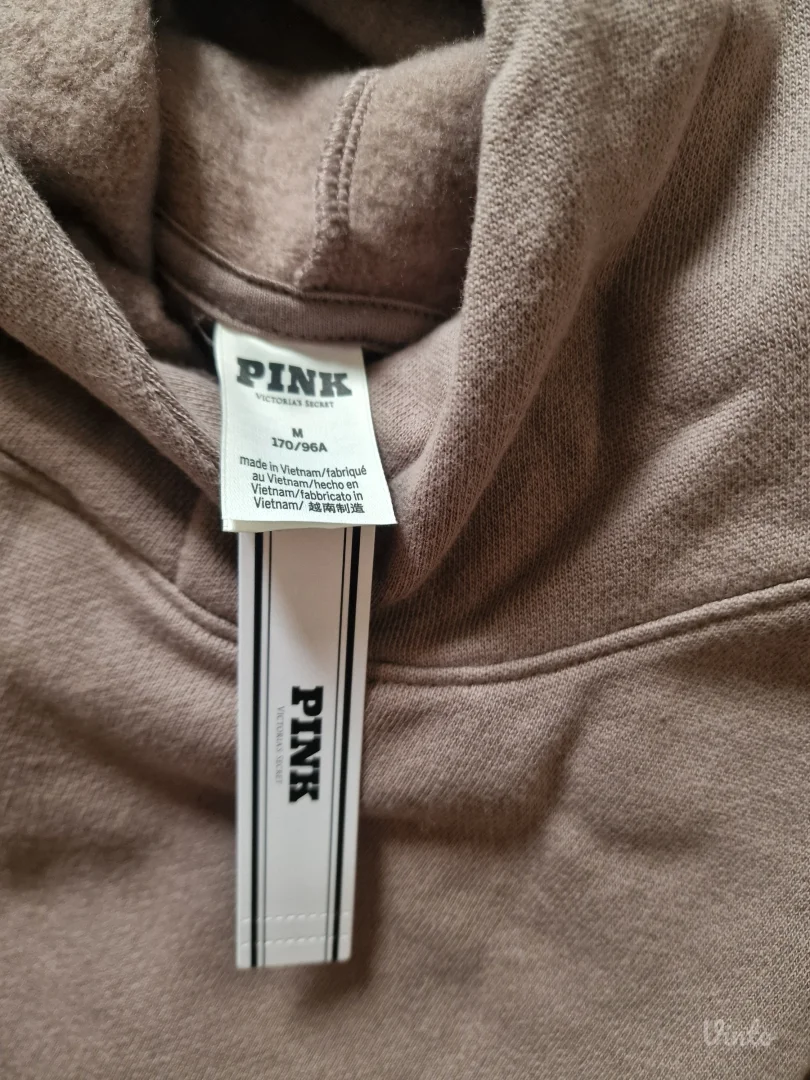 PINK
VICTORIA'S SECRET
M
170/96A
made in Vietnam/fabriqué
au Vietnam/hecho en
Vietnam/fabbricato in
Vietnam/ 越南制造
PINK
VICTORIA'S SECRET